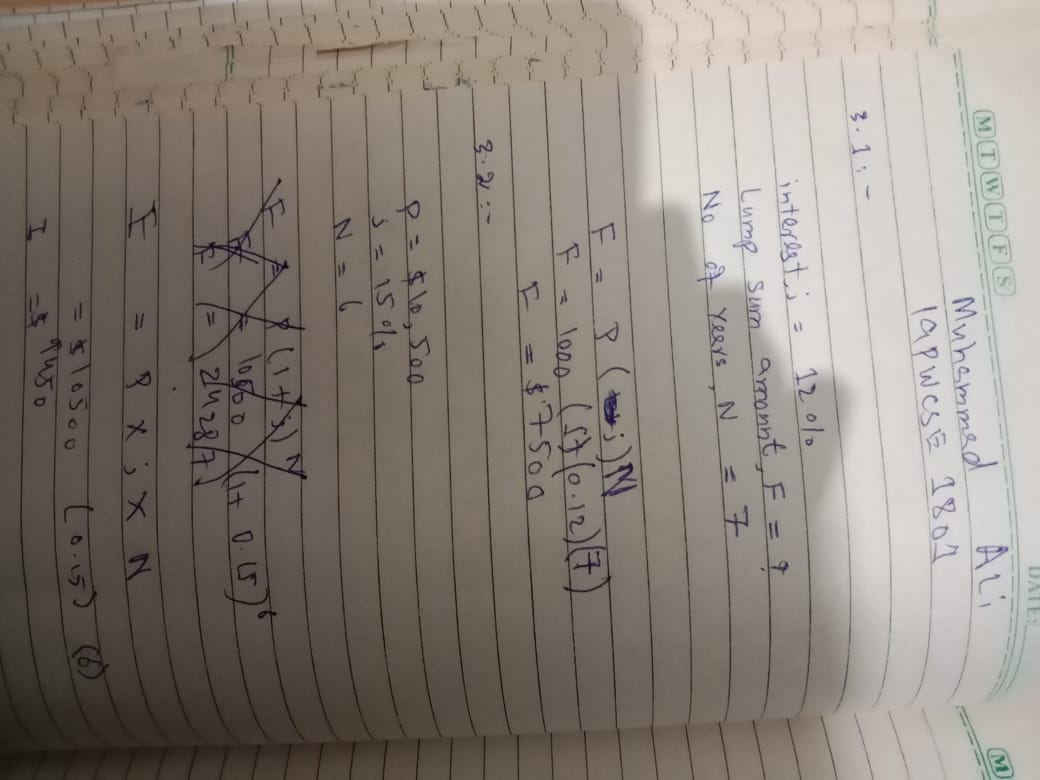 DATE:
M T W T F S
M
Muhammad Ali
19PWCSE 1801
3.1:-
interest, i = 12%
Lump sum amount, F = ?
No of years, N = 7
F = P (i) N
F = 1000 (1+(0.12)(7)
F = $7500
3.2:-
P = $10,500
i = 15%
N = 6
F = P (1+i) N
F = 10500 (1+ 0.15)^6
F = 24287
I = P x i x N
= $10500 (0.15) (6)
I = $ 9450